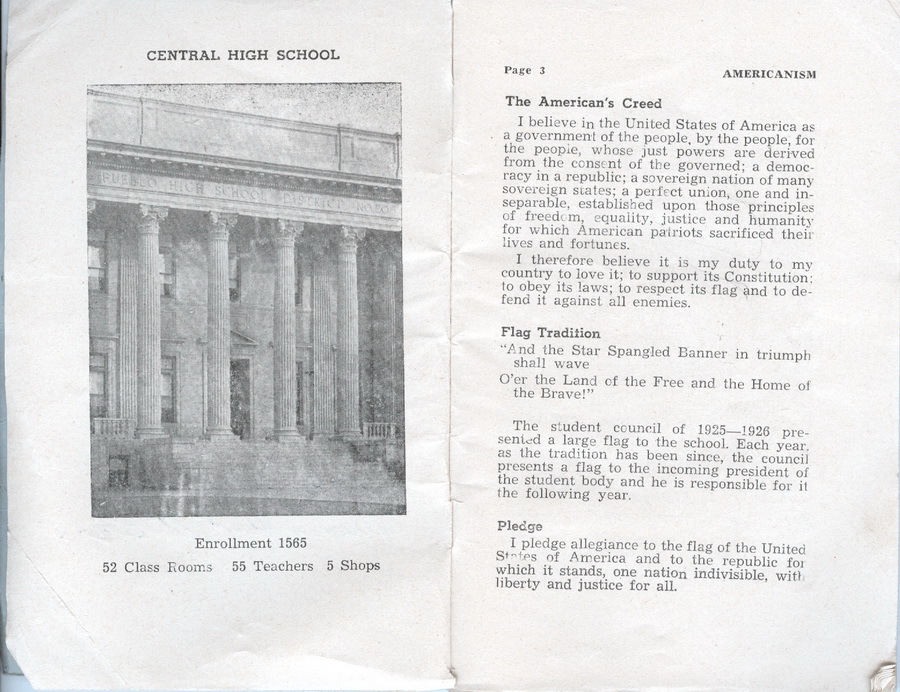 CENTRAL HIGH SCHOOL
PUEBLO HIGH SCHOOL DISTRICT NO
Enrollment 1565
52 Class Rooms 55 Teachers 5 Shops
Page 3 AMERICANISM
The American's Creed
I believe in the United States of America as
a government of the people, by the people, for
the people, whose just powers are derived
from the consent of the governed; a democ-
racy in a republic; a sovereign nation of many
sovereign states; a perfect union, one and in-
separable, established upon those principles
of freedom, equality, justice and humanity
for which American patriots sacrificed their
lives and fortunes.
I therefore believe it is my duty to my
country to love it; to support its Constitution;
to obey its laws; to respect its flag and to de-
fend it against all enemies.
Flag Tradition
"And the Star Spangled Banner in triumph
shall wave
O'er the Land of the Free and the Home of
the Brave!"
The student council of 1925—1926 pre-
sented a large flag to the school. Each year,
as the tradition has been since, the council
presents a flag to the incoming president of
the student body and he is responsible for it
the following year.
Pledge
I pledge allegiance to the flag of the United
States of America and to the republic for
which it stands, one nation indivisible, with
liberty and justice for all.